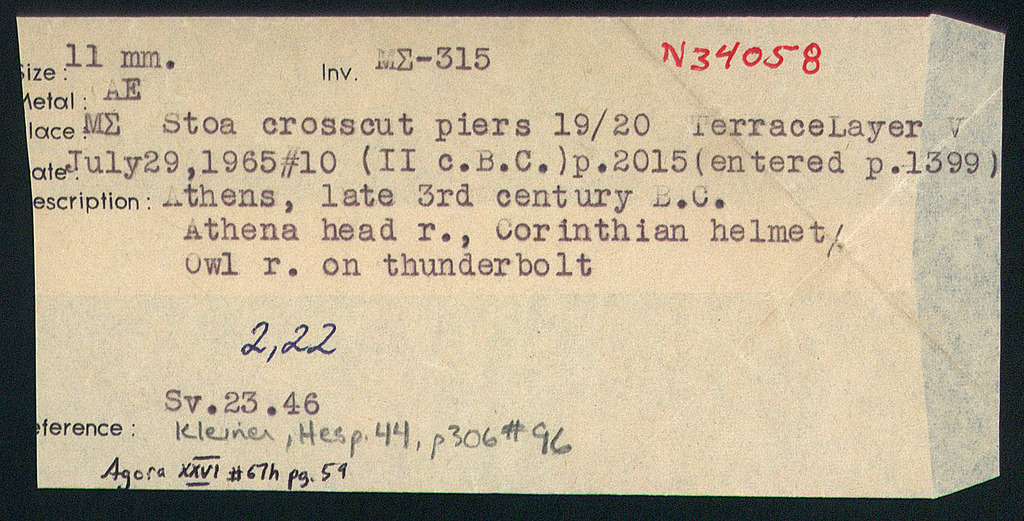 ize: 11 mm. Inv. ΜΣ-315 N34058
etal: AE
lace: ΜΣ Stoa crosscut piers 19/20 TerraceLayer V
ate: July29,1965#10 (II c.B.C.)p.2015(entered p.1399)
escription: Athens, late 3rd century B.C.
Athena head r., Corinthian helmet/
Owl r. on thunderbolt
2,22
Sv.23.46
eference: Kleiner, Hesp. 44, p306 #96
Agora XXVI #67h pg. 59